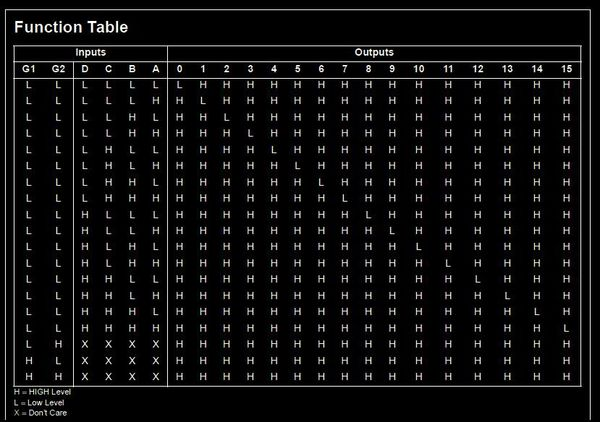 Function Table
Inputs Outputs
G1 G2 D C B A 0 1 2 3 4 5 6 7 8 9 10 11 12 13 14 15
L L L L L L L H H H H H H H H H H H H H H H
L L L L L H H L H H H H H H H H H H H H H H
L L L L H L H H L H H H H H H H H H H H H H
L L L L H H H H H L H H H H H H H H H H H H
L L L H L L H H H H L H H H H H H H H H H H
L L L H L H H H H H H L H H H H H H H H H H
L L L H H L H H H H H H L H H H H H H H H H
L L L H H H H H H H H H H L H H H H H H H H
L L H L L L H H H H H H H H L H H H H H H H
L L H L L H H H H H H H H H H L H H H H H H
L L H L H L H H H H H H H H H H L H H H H H
L L H L H H H H H H H H H H H H H L H H H H
L L H H L L H H H H H H H H H H H H L H H H
L L H H L H H H H H H H H H H H H H H L H H
L L H H H L H H H H H H H H H H H H H H L H
L L H H H H H H H H H H H H H H H H H H H L
L H X X X X H H H H H H H H H H H H H H H H
H L X X X X H H H H H H H H H H H H H H H H
H H X X X X H H H H H H H H H H H H H H H H
H = HIGH Level
L = Low Level
X = Don't Care